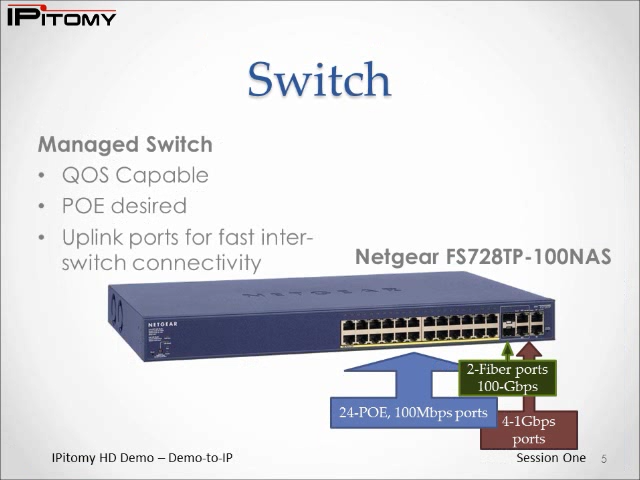 IPITOMY
Switch
Managed Switch
• QOS Capable
• POE desired
• Uplink ports for fast inter-
switch connectivity
Netgear FS728TP-100NAS
NETGEAR
NETGEAR
2-Fiber ports
100-Gbps
24-POE, 100Mbps ports
4-1Gbps
ports
IPitomy HD Demo – Demo-to-IP
Session One
5